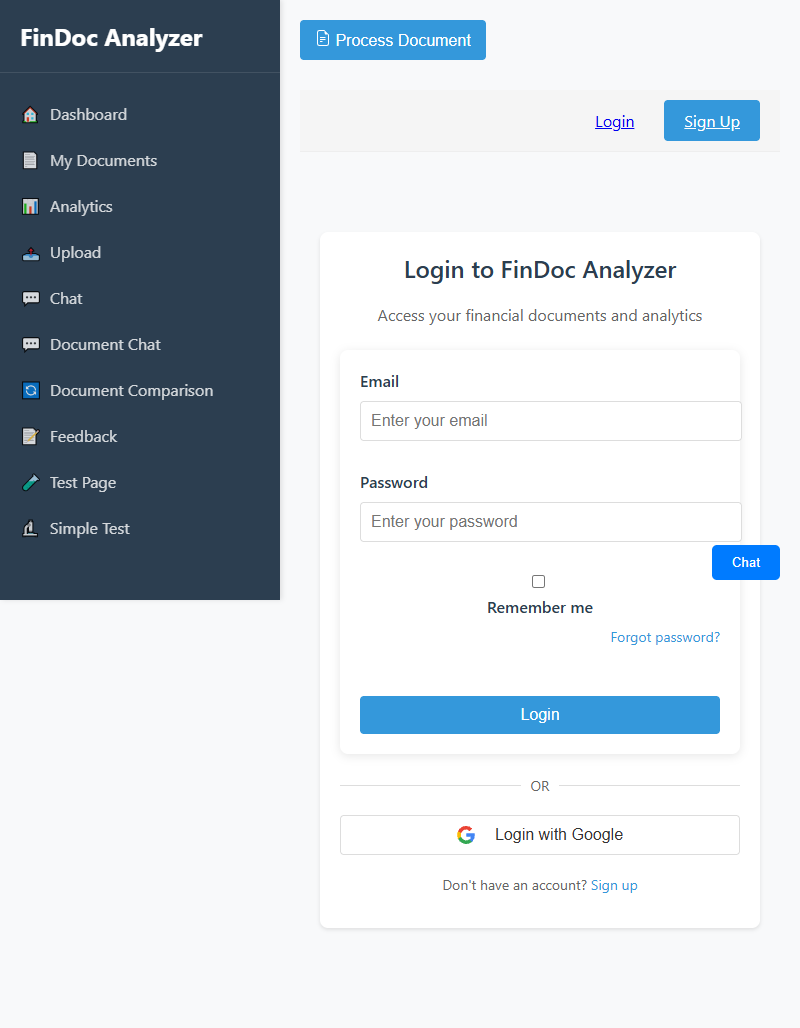 FinDoc Analyzer
Dashboard
My Documents
Analytics
Upload
Chat
Document Chat
Document Comparison
Feedback
Test Page
Simple Test
Process Document
Login
Sign Up
Login to FinDoc Analyzer
Access your financial documents and analytics
Email
Enter your email
Password
Enter your password
Chat
Remember me
Forgot password?
Login
OR
Login with Google
Don't have an account? Sign up